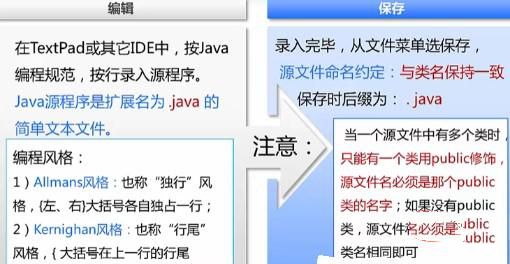 编辑
在TextPad或其它IDE中，按Java
编程规范，按行录入源程序。
Java源程序是扩展名为 .java 的
简单文本文件。
编程风格：
1）Allmans风格：也称“独行”风
格，{左、右}大括号各自独占一行；
2）Kernighan风格：也称“行尾”
风格，{ 大括号在上一行的行尾
注意：
保存
录入完毕，从文件菜单选保存，
源文件命名约定：与类名保持一致
保存时后缀为：.java
当一个源文件中有多个类时，
只能有一个类用public修饰，
源文件名必须是那个public
类的名字；如果没有public
类，源文件名必须是
public
类名相同即可